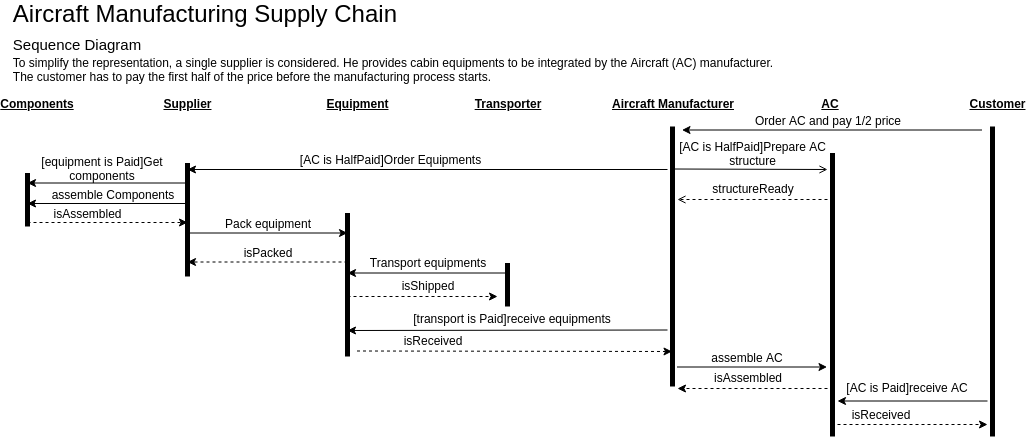 Aircraft Manufacturing Supply Chain
Sequence Diagram
To simplify the representation, a single supplier is considered. He provides cabin equipments to be integrated by the Aircraft (AC) manufacturer.
The customer has to pay the first half of the price before the manufacturing process starts.
Components
Supplier
Equipment
Transporter
Aircraft Manufacturer
AC
Customer
Order AC and pay 1/2 price
[AC is HalfPaid]Prepare AC
structure
[AC is HalfPaid]Order Equipments
[equipment is Paid]Get
components
structureReady
assemble Components
isAssembled
Pack equipment
isPacked
Transport equipments
isShipped
[transport is Paid]receive equipments
isReceived
assemble AC
isAssembled
[AC is Paid]receive AC
isReceived